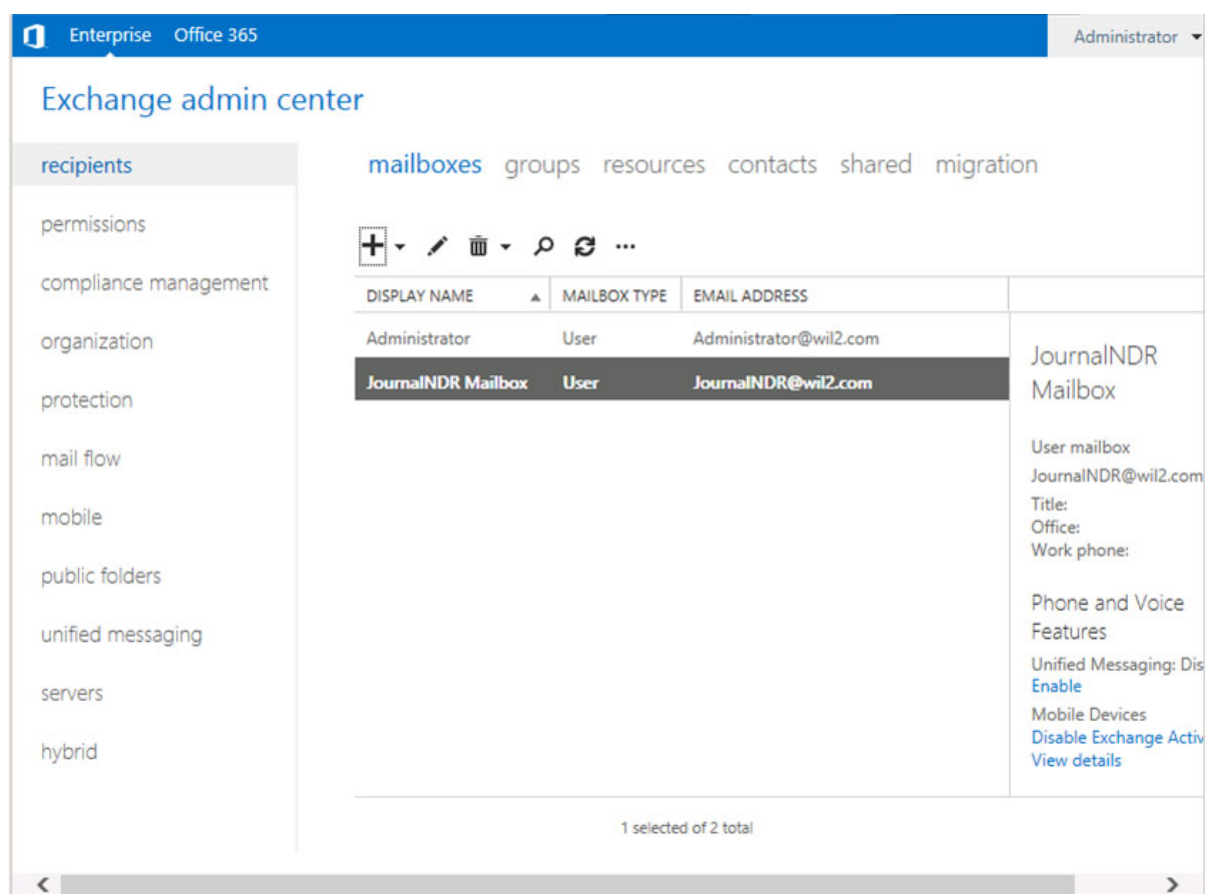 Enterprise Office 365
Administrator
Exchange admin center
recipients
permissions
compliance management
organization
protection
mail flow
mobile
public folders
unified messaging
servers
hybrid
mailboxes groups resources contacts shared migration
DISPLAY NAME MAILBOX TYPE EMAIL ADDRESS
Administrator User Administrator@wil2.com
JournalNDR Mailbox User JournalNDR@wil2.com
JournalNDR
Mailbox
User mailbox
JournalNDR@wil2.com
Title:
Office:
Work phone:
Phone and Voice
Features
Unified Messaging: Dis
Enable
Mobile Devices
Disable Exchange Activ
View details
1 selected of 2 total